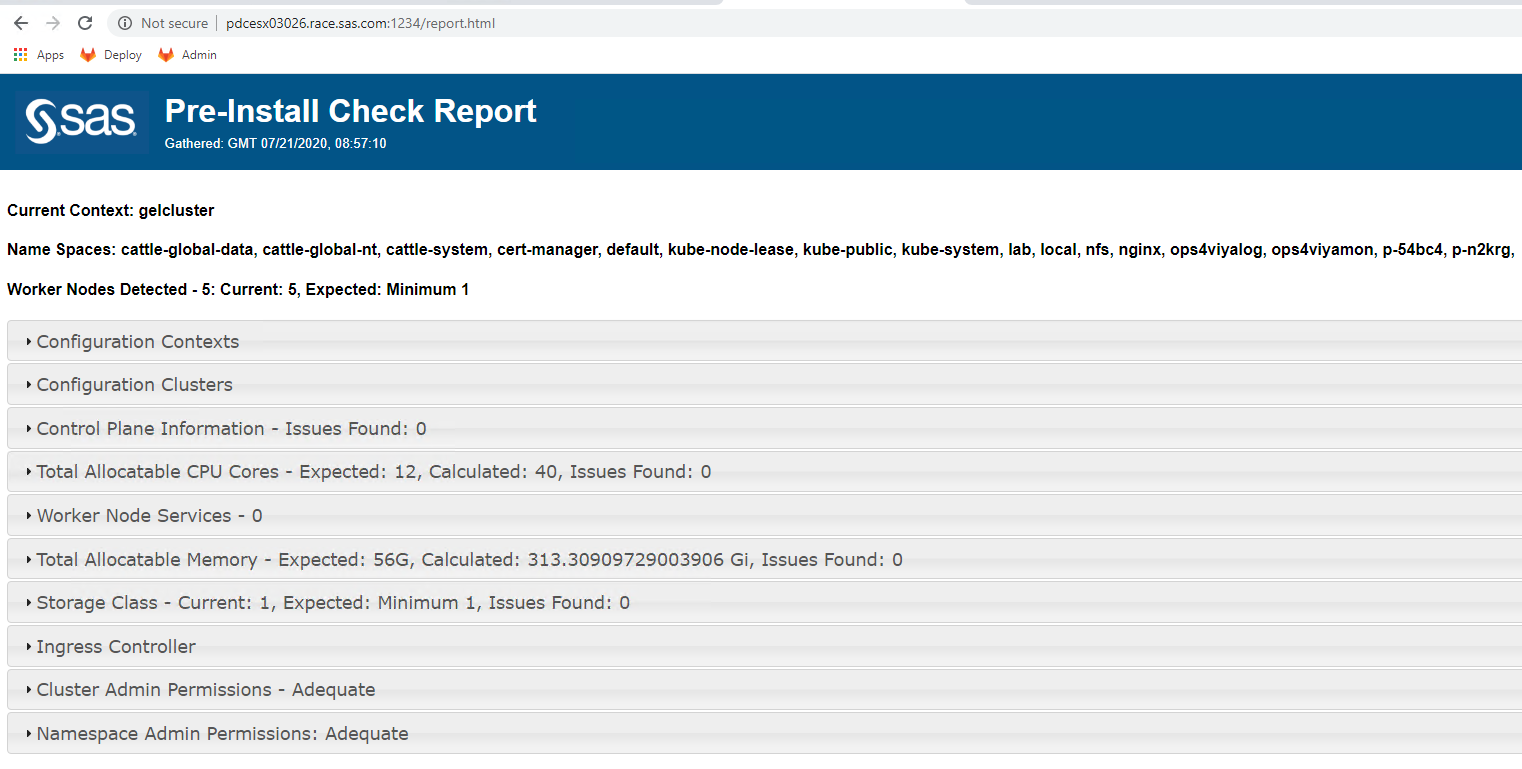 Not secure pdcesx03026.race.sas.com:1234/report.html
Apps Deploy Admin
sas
Pre-Install Check Report
Gathered: GMT 07/21/2020, 08:57:10
Current Context: gelcluster
Name Spaces: cattle-global-data, cattle-global-nt, cattle-system, cert-manager, default, kube-node-lease, kube-public, kube-system, lab, local, nfs, nginx, ops4viyalog, ops4viyamon, p-54bc4, p-n2krg,
Worker Nodes Detected - 5: Current: 5, Expected: Minimum 1
Configuration Contexts
Configuration Clusters
Control Plane Information - Issues Found: 0
Total Allocatable CPU Cores - Expected: 12, Calculated: 40, Issues Found: 0
Worker Node Services - 0
Total Allocatable Memory - Expected: 56G, Calculated: 313.30909729003906 Gi, Issues Found: 0
Storage Class - Current: 1, Expected: Minimum 1, Issues Found: 0
Ingress Controller
Cluster Admin Permissions - Adequate
Namespace Admin Permissions: Adequate